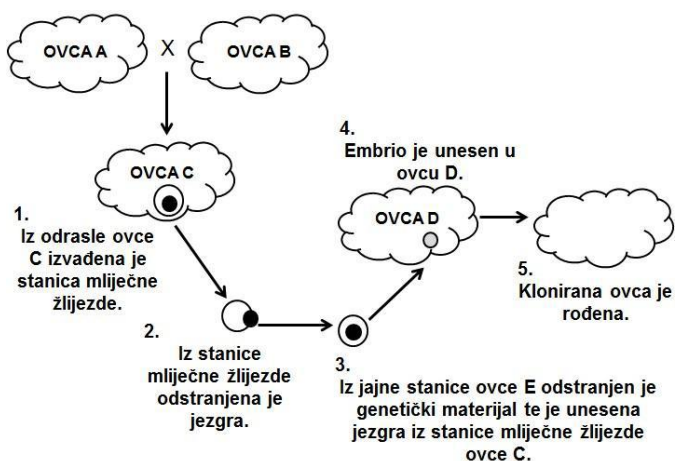 OVCA A X OVCA B
OVCA C
1.
Iz odrasle ovce
C izvađena je
stanica mliječne
žlijezde.
2.
Iz stanice
mliječne žlijezde
odstranjena je
jezgra.
3.
Iz jajne stanice ovce E odstranjen je
genetički materijal te je unesena
jezgra iz stanice mliječne žlijezde
ovce C.
4.
Embrio je unesen u
ovcu D.
OVCA D
5.
Klonirana ovca je
rođena.